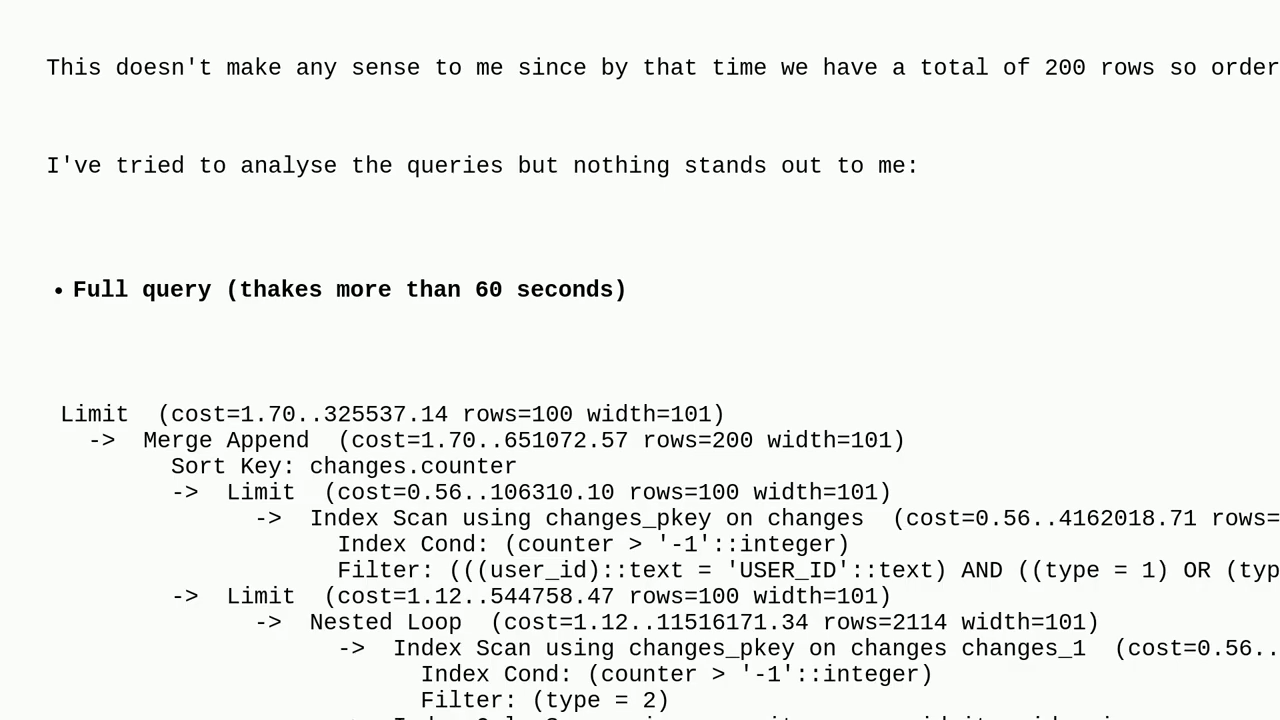 This doesn't make any sense to me since by that time we have a total of 200 rows so order
I've tried to analyse the queries but nothing stands out to me:
• Full query (thakes more than 60 seconds)
Limit  (cost=1.70..325537.14 rows=100 width=101)
->  Merge Append  (cost=1.70..651072.57 rows=200 width=101)
Sort Key: changes.counter
->  Limit  (cost=0.56..106310.10 rows=100 width=101)
->  Index Scan using changes_pkey on changes  (cost=0.56..4162018.71 rows=
Index Cond: (counter > '-1'::integer)
Filter: (((user_id)::text = 'USER_ID'::text) AND ((type = 1) OR (typ
->  Limit  (cost=1.12..544758.47 rows=100 width=101)
->  Nested Loop  (cost=1.12..11516171.34 rows=2114 width=101)
->  Index Scan using changes_pkey on changes changes_1  (cost=0.56..
Index Cond: (counter > '-1'::integer)
Filter: (type = 2)